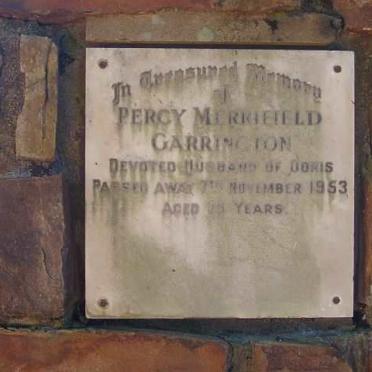 In Treasured Memory
of
PERCY MERRIFIELD
GARRINGTON
DEVOTED HUSBAND OF DORIS
PASSED AWAY 7TH NOVEMBER 1953
AGED YEARS.